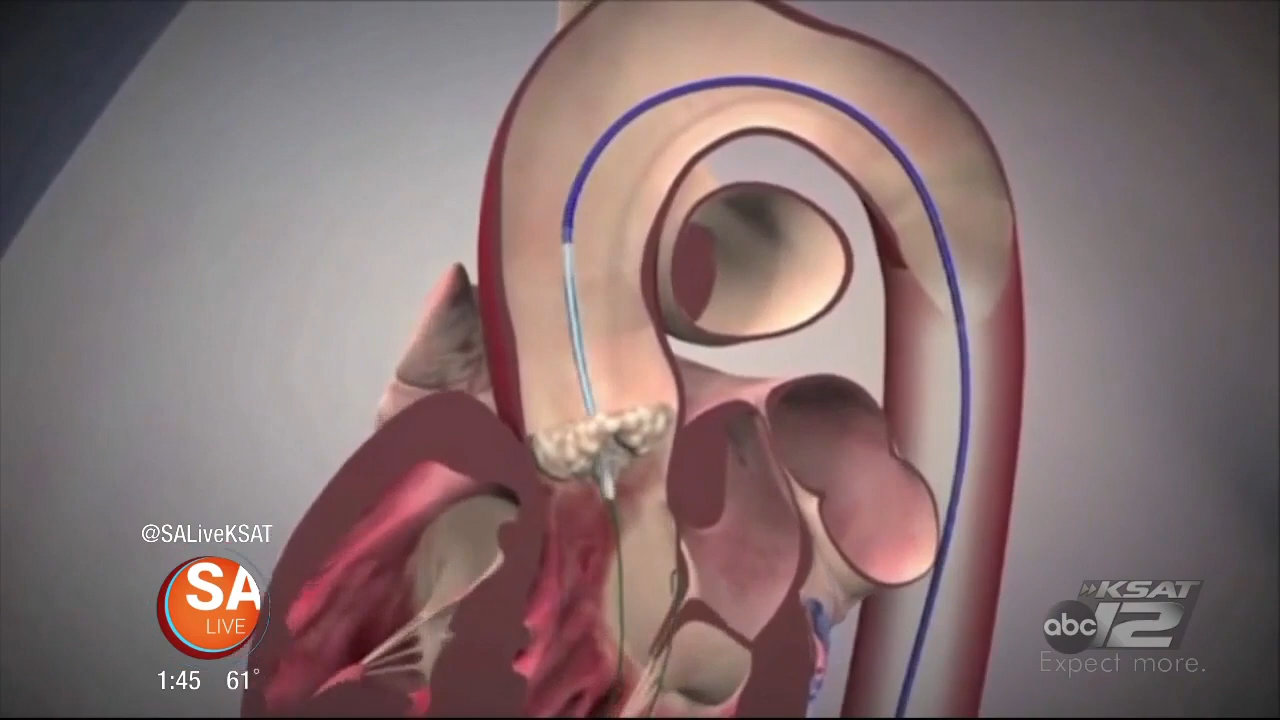 @SALiveKSAT
SA
LIVE
1:45 61°
KSAT
abc 12
Expect more.